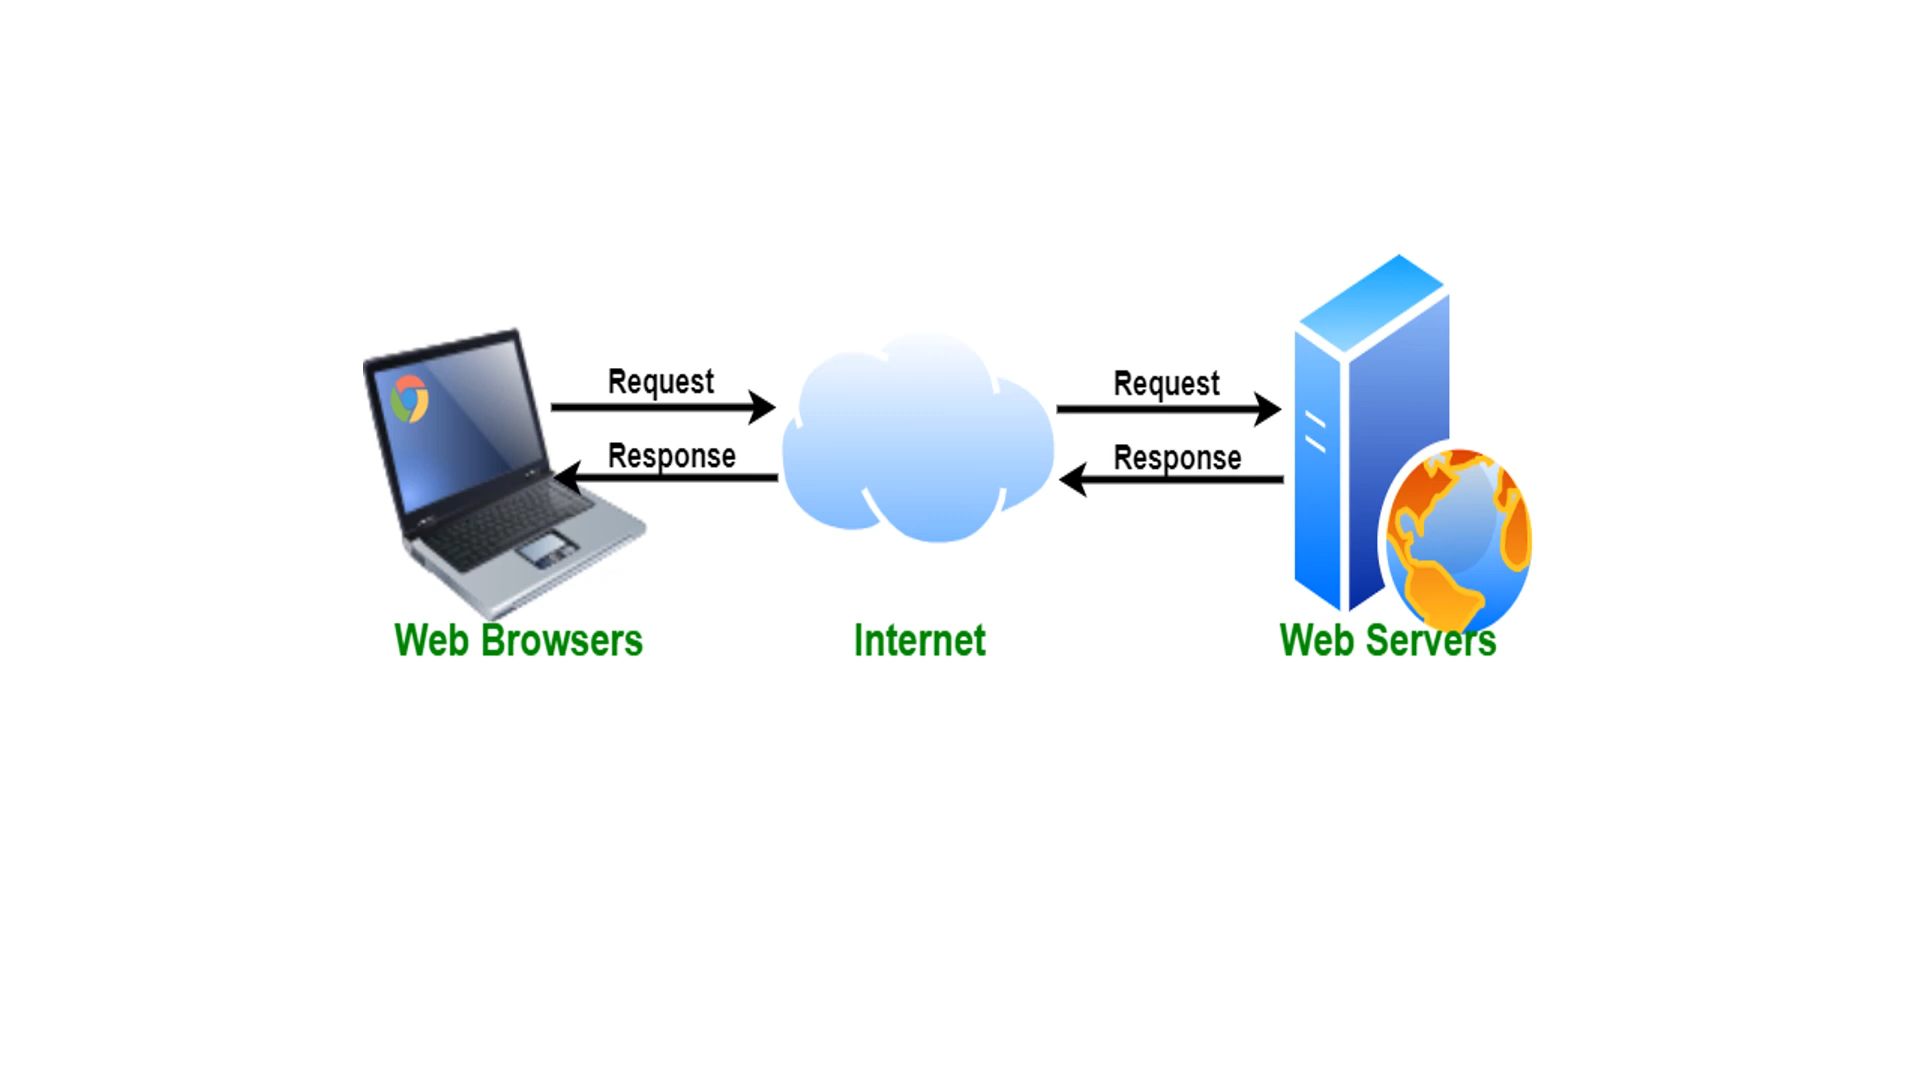 Request
Response
Request
Response
Web Browsers
Internet
Web Servers